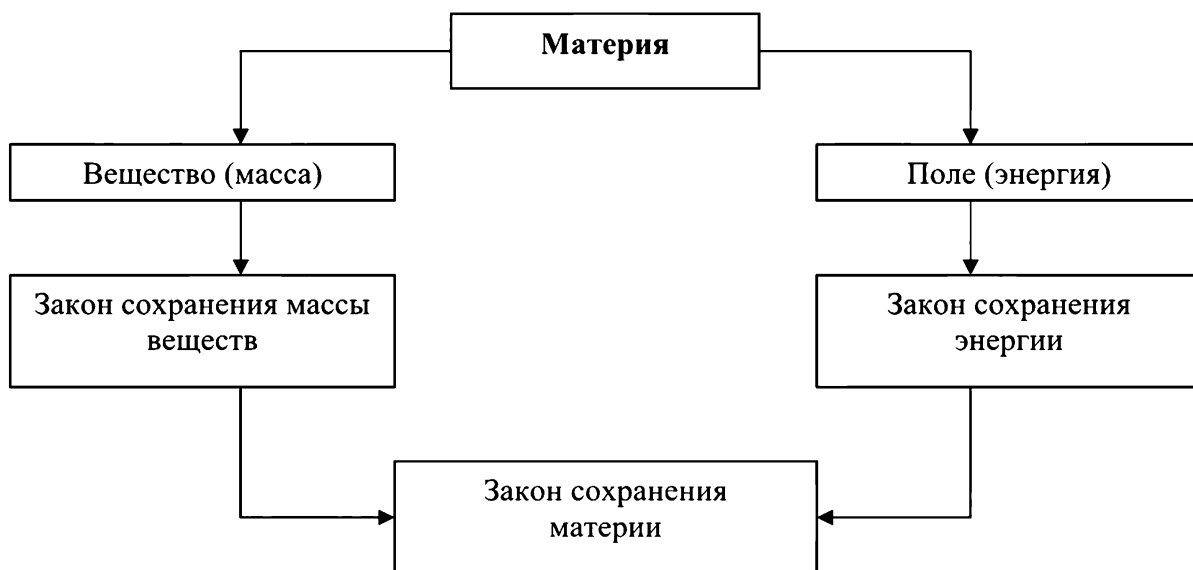 Материя
Вещество (масса)
Поле (энергия)
Закон сохранения массы
веществ
Закон сохранения
энергии
Закон сохранения
материи